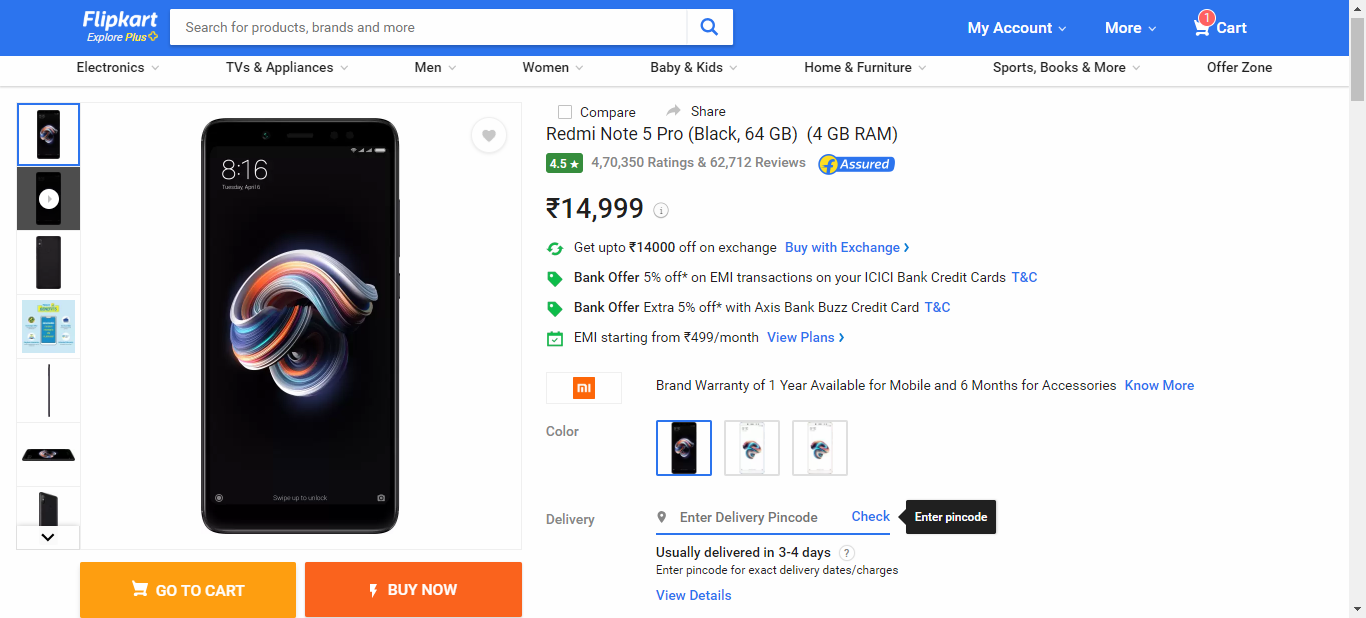 Flipkart
Explore Plus
Search for products, brands and more
My Account
More
1
Cart
Electronics
TVs & Appliances
Men
Women
Baby & Kids
Home & Furniture
Sports, Books & More
Offer Zone
8:16
Tuesday, April 6
Swipe up to unlock
GO TO CART
BUY NOW
Compare
Share
Redmi Note 5 Pro (Black, 64 GB) (4 GB RAM)
4.5 ★ 4,70,350 Ratings & 62,712 Reviews
f Assured
₹14,999
Get upto ₹14000 off on exchange Buy with Exchange ›
Bank Offer 5% off* on EMI transactions on your ICICI Bank Credit Cards T&C
Bank Offer Extra 5% off* with Axis Bank Buzz Credit Card T&C
EMI starting from ₹499/month View Plans ›
mi
Brand Warranty of 1 Year Available for Mobile and 6 Months for Accessories Know More
Color
Delivery
Enter Delivery Pincode
Check
Enter pincode
Usually delivered in 3-4 days ?
Enter pincode for exact delivery dates/charges
View Details